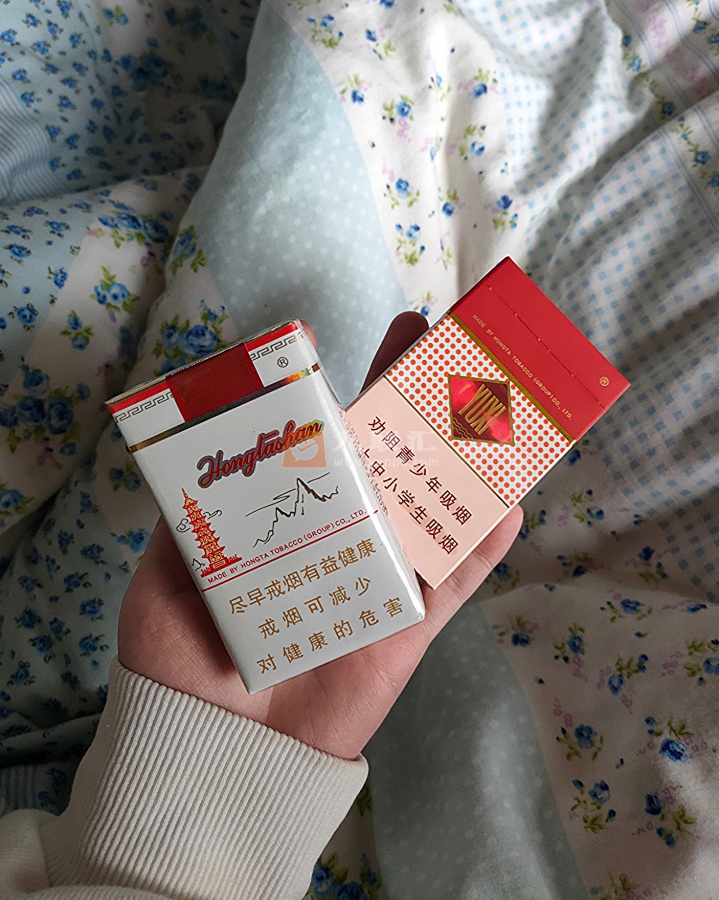 Hongtashan
®
MADE BY HONGTA TOBACCO (GROUP) CO., LTD.
尽早戒烟有益健康
戒烟可减少
对健康的危害
MADE BY HONGTA TOBACCO (GROUP) CO., LTD.
®
YUXI
劝阻青少年吸烟
止中小学生吸烟